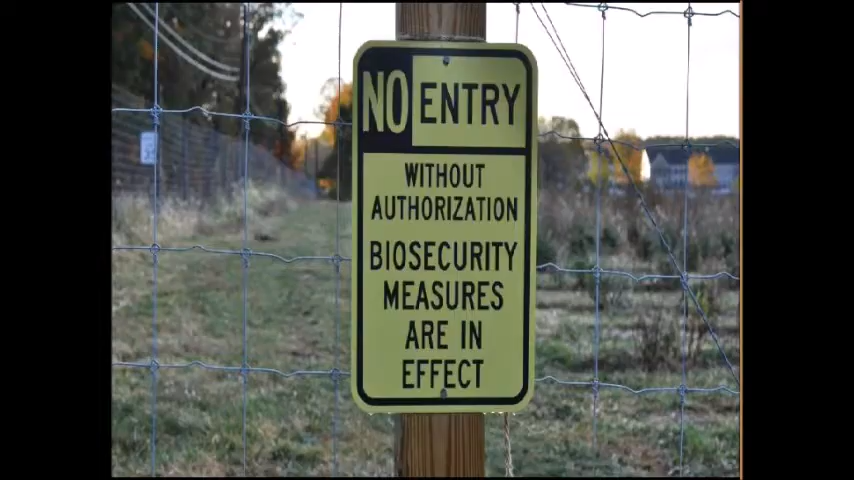 NO ENTRY
WITHOUT
AUTHORIZATION
BIOSECURITY
MEASURES
ARE IN
EFFECT